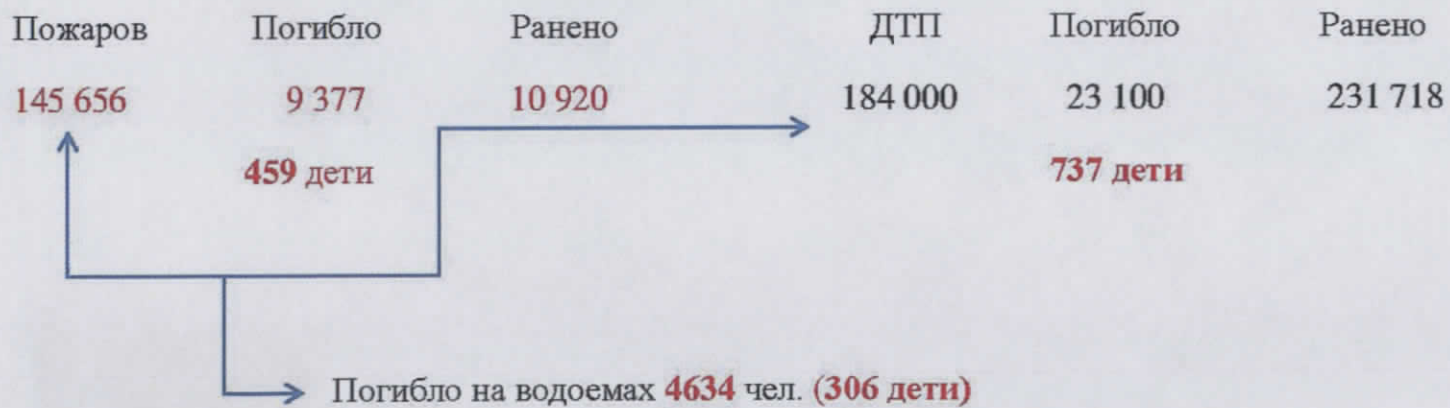 Пожаров Погибло Ранено ДТП Погибло Ранено
145 656 9 377 10 920 184 000 23 100 231 718
459 дети 737 дети
Погибло на водоемах 4634 чел. (306 дети)